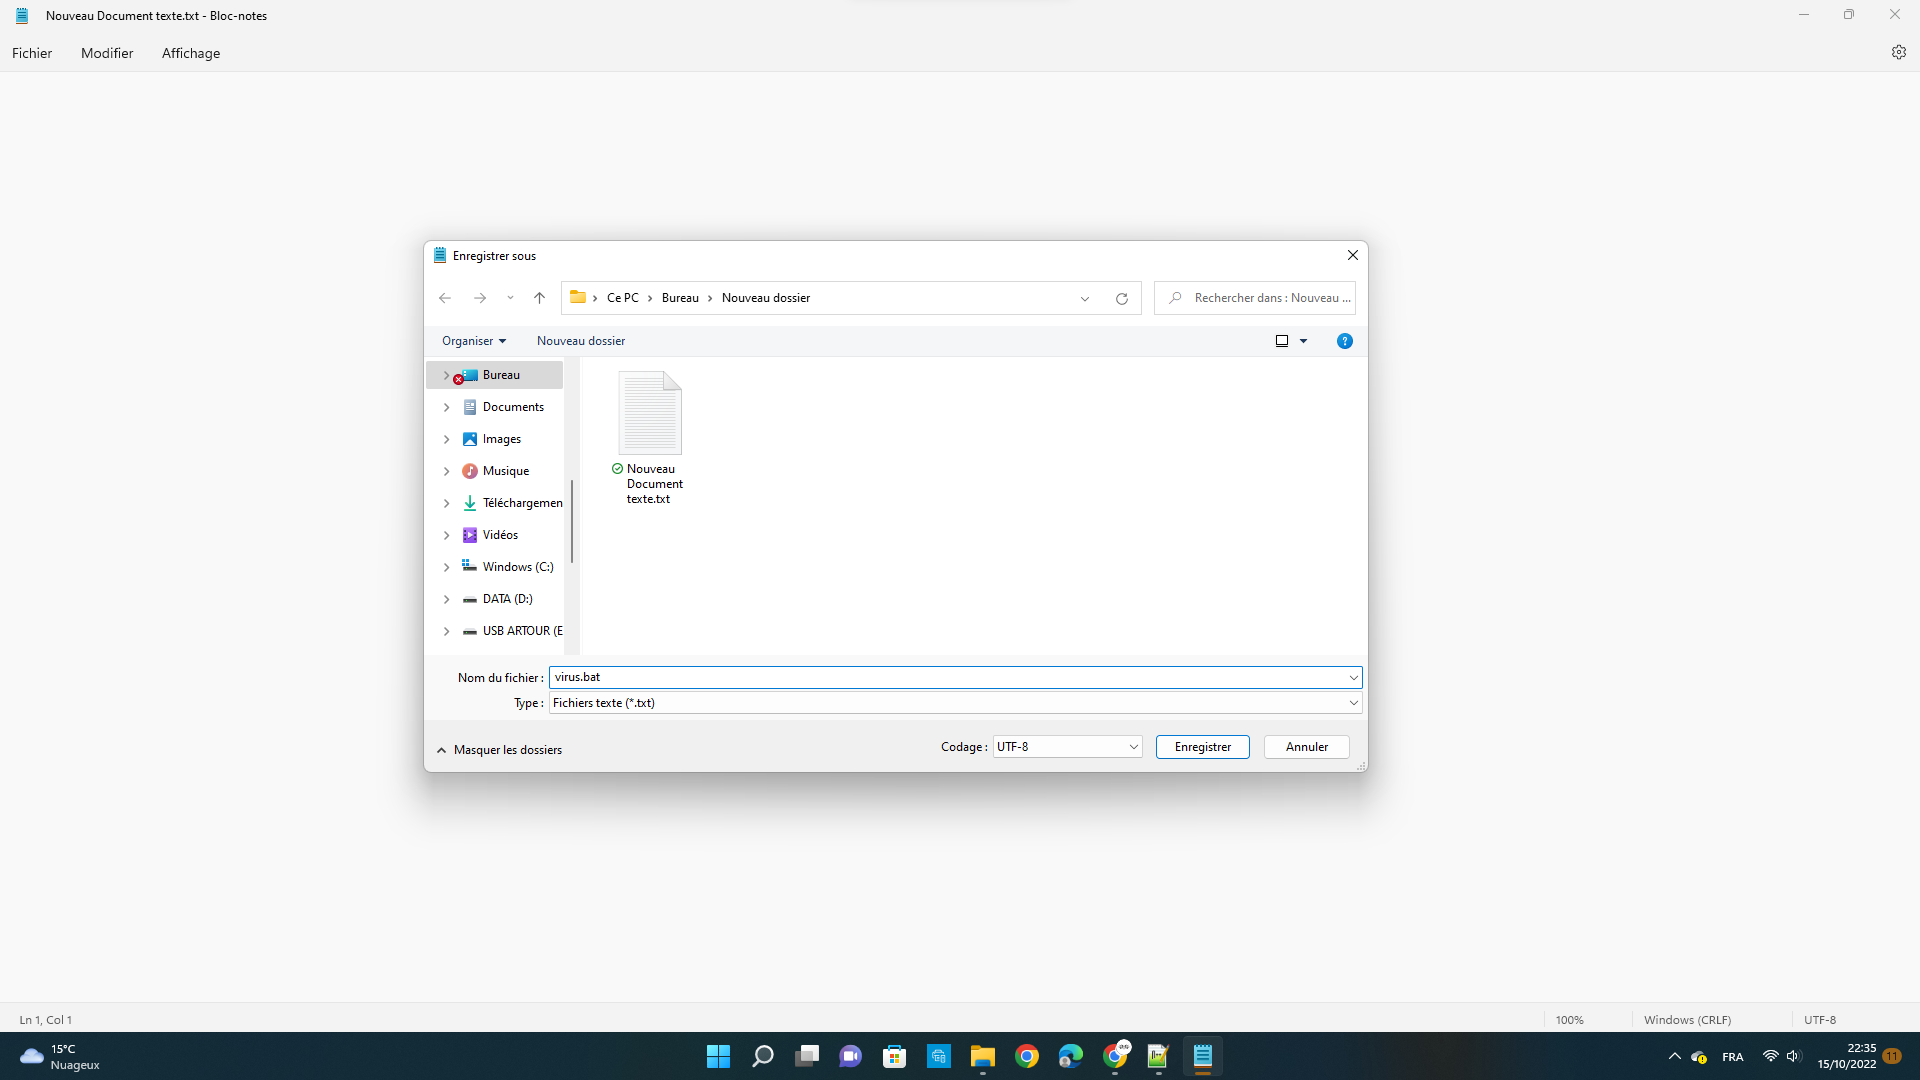 Nouveau Document texte.txt - Bloc-notes
Fichier Modifier Affichage
Enregistrer sous
Ce PC Bureau Nouveau dossier
Rechercher dans : Nouveau ...
Organiser Nouveau dossier
?
Bureau
Documents
Images
Musique
Téléchargemen
Vidéos
Windows (C:)
DATA (D:)
USB ARTOUR (E
Nouveau
Document
texte.txt
Nom du fichier : virus.bat
Type : Fichiers texte (*.txt)
Masquer les dossiers
Codage : UTF-8 Enregistrer Annuler
Ln 1, Col 1 100% Windows (CRLF) UTF-8
15°C
Nuageux
FRA
22:35
15/10/2022
11